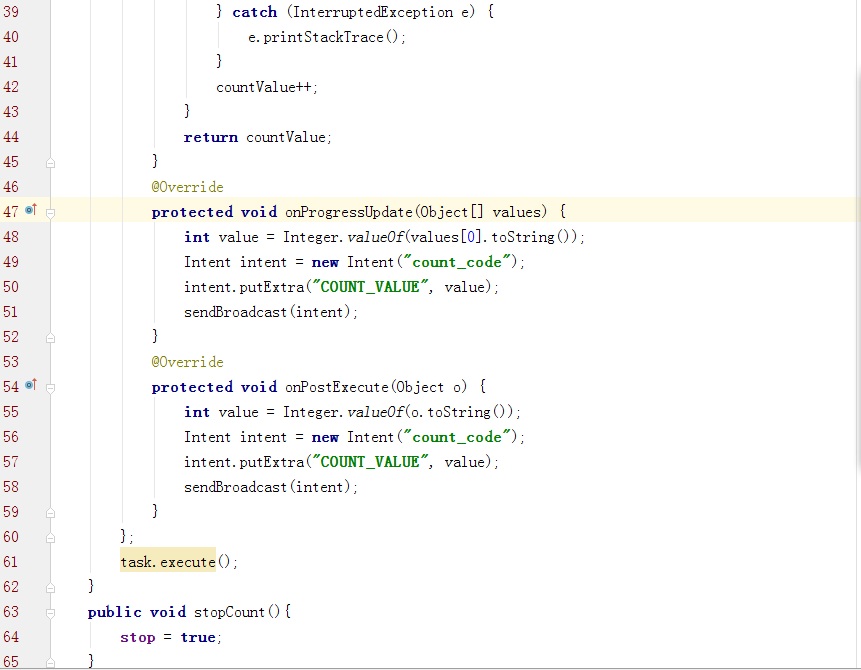 39 } catch (InterruptedException e) {
40 e.printStackTrace();
41 }
42 countValue++;
43 }
44 return countValue;
45 }
46 @Override
47 protected void onProgressUpdate(Object[] values) {
48 int value = Integer.valueOf(values[0].toString());
49 Intent intent = new Intent("count_code");
50 intent.putExtra("COUNT_VALUE", value);
51 sendBroadcast(intent);
52 }
53 @Override
54 protected void onPostExecute(Object o) {
55 int value = Integer.valueOf(o.toString());
56 Intent intent = new Intent("count_code");
57 intent.putExtra("COUNT_VALUE", value);
58 sendBroadcast(intent);
59 }
60 };
61 task.execute();
62 }
63 public void stopCount(){
64 stop = true;
65 }